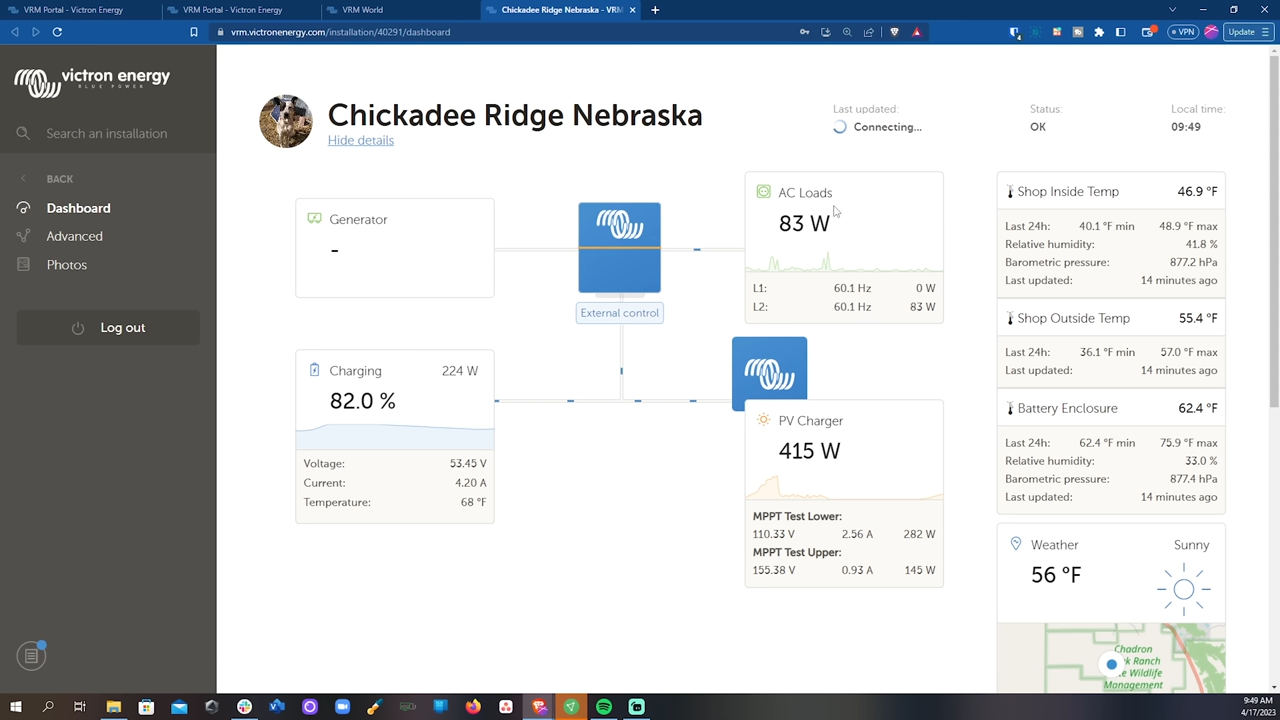 VRM Portal - Victron Energy
VRM Portal - Victron Energy
VRM World
Chickadee Ridge Nebraska - VRM
vrm.victronenergy.com/installation/40291/dashboard
VPN
Update
victron energy
BLUE POWER
Search an installation
BACK
Dashboard
Advanced
Photos
Log out
Chickadee Ridge Nebraska
Hide details
Last updated:
Connecting...
Status:
OK
Local time:
09:49
Generator
-
External control
AC Loads
83 W
L1: 60.1 Hz 0 W
L2: 60.1 Hz 83 W
Charging 224 W
82.0 %
Voltage: 53.45 V
Current: 4.20 A
Temperature: 68 °F
PV Charger
415 W
MPPT Test Lower:
110.33 V 2.56 A 282 W
MPPT Test Upper:
155.38 V 0.93 A 145 W
Shop Inside Temp 46.9 °F
Last 24h: 40.1 °F min 48.9 °F max
Relative humidity: 41.8 %
Barometric pressure: 877.2 hPa
Last updated: 14 minutes ago
Shop Outside Temp 55.4 °F
Last 24h: 36.1 °F min 57.0 °F max
Last updated: 14 minutes ago
Battery Enclosure 62.4 °F
Last 24h: 62.4 °F min 75.9 °F max
Relative humidity: 33.0 %
Barometric pressure: 877.4 hPa
Last updated: 14 minutes ago
Weather Sunny
56 °F
Chadron
Ranch
Wildlife
Management
9:49 AM
4/17/2023